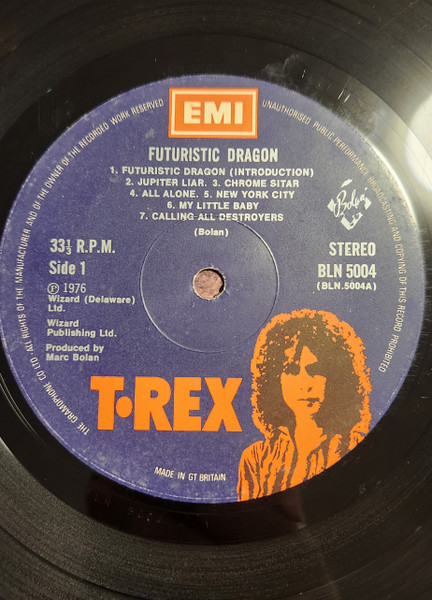 EMI
ALL RIGHTS OF THE MANUFACTURER AND OF THE OWNER OF THE RECORDED WORK RESERVED
UNAUTHORISED PUBLIC PERFORMANCE BROADCASTING AND COPYING OF THIS RECORD PROHIBITED
FUTURISTIC DRAGON
1. FUTURISTIC DRAGON (INTRODUCTION)
2. JUPITER LIAR. 3. CHROME SITAR
4. ALL ALONE. 5. NEW YORK CITY
6. MY LITTLE BABY
7. CALLING ALL DESTROYERS
(Bolan)
Bolan
33⅓ R.P.M.
Side 1
Ⓟ 1976
Wizard (Delaware)
Ltd.
Wizard
Publishing Ltd.
Produced by
Marc Bolan
STEREO
BLN 5004
(BLN.5004A)
T•REX
THE GRAMOPHONE CO LTD
MADE IN GT BRITAIN